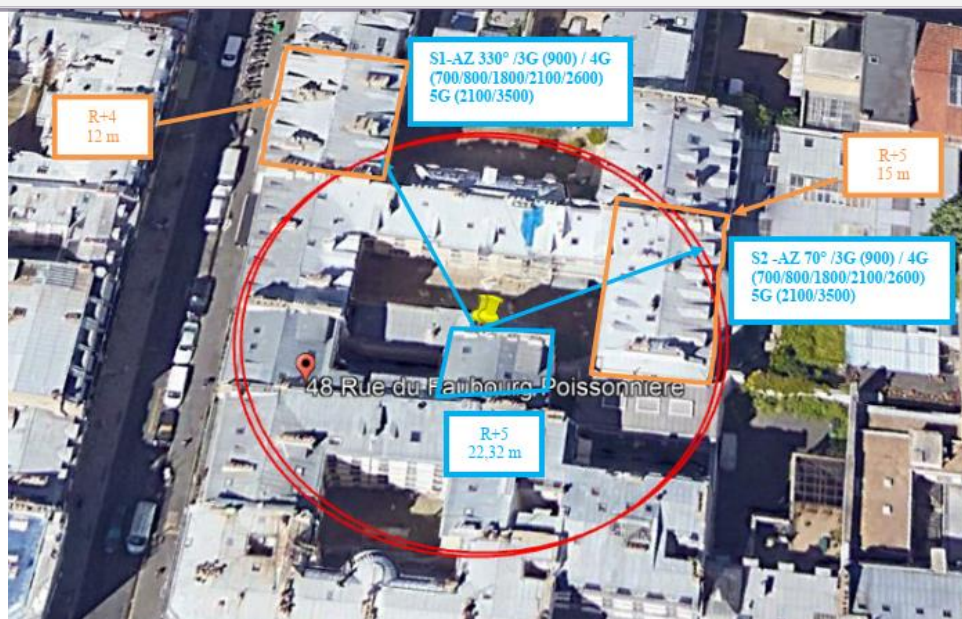 S1-AZ 330° /3G (900) / 4G
(700/800/1800/2100/2600)
5G (2100/3500)
R+4
12 m
R+5
15 m
S2 -AZ 70° /3G (900) / 4G
(700/800/1800/2100/2600)
5G (2100/3500)
48 Rue du Faubourg Poissonnière
R+5
22,32 m